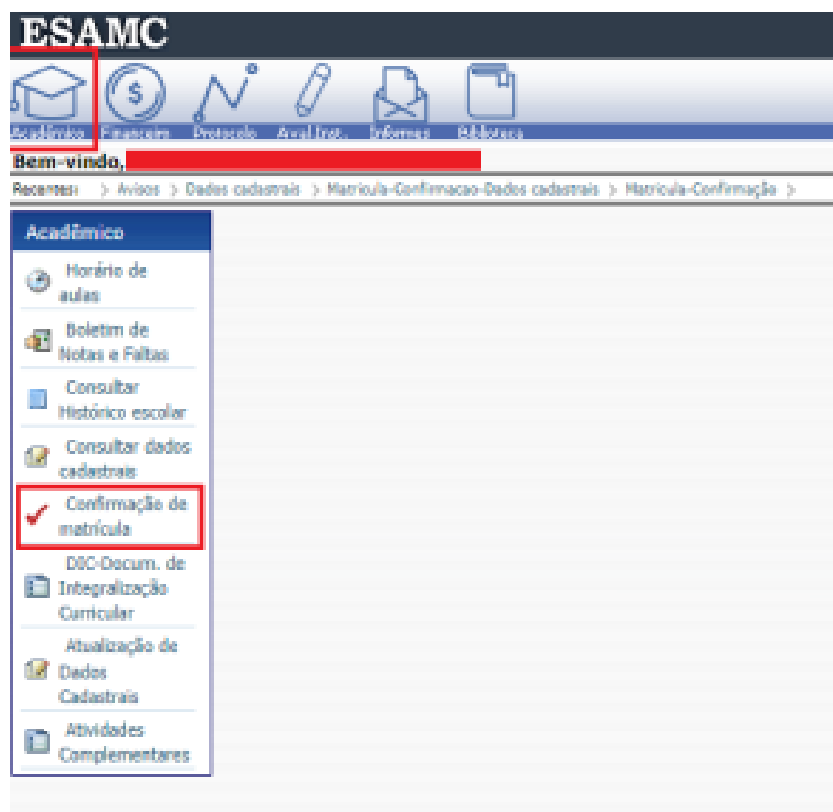 ESAMC
Acadêmico Financeiro Protocolo Aval.Inst. Informes Biblioteca
Bem-vindo,
Recentes: > Avisos > Dados cadastrais > Matricula-Confirmacao-Dados cadastrais > Matricula-Confirmação >
Acadêmico
Horário de
aulas
Boletim de
Notas e Faltas
Consultar
Histórico escolar
Consultar dados
cadastrais
Confirmação de
matrícula
DIC-Docum. de
Integralização
Curricular
Atualização de
Dados
Cadastrais
Atividades
Complementares